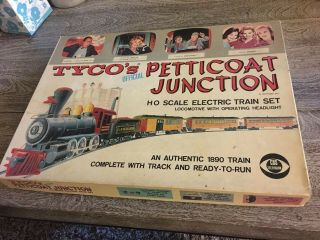 TYCO's
OFFICIAL
PETTICOAT
JUNCTION
HO SCALE ELECTRIC TRAIN SET
LOCOMOTIVE WITH OPERATING HEADLIGHT
AN AUTHENTIC 1890 TRAIN
COMPLETE WITH TRACK AND READY-TO-RUN
CBS
PETTICOAT JUNCTION